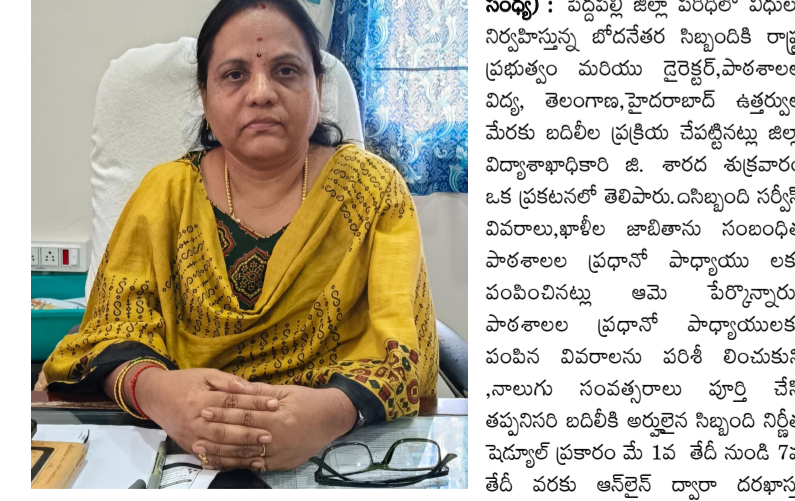 సంధ్య) : పెద్దపల్లి జిల్లా పరిధిలో విధుల
నిర్వహిస్తున్న బోదనేతర సిబ్బందికి రాష్ట్ర
ప్రభుత్వం మరియు డైరెక్టర్,పాఠశాలల
విద్య, తెలంగాణ,హైదరాబాద్ ఉత్తర్వుల
మేరకు బదిలీల ప్రక్రియ చేపట్టినట్లు జిల్లా
విద్యాశాఖాధికారి జి. శారద శుక్రవారం
ఒక ప్రకటనలో తెలిపారు.దసిబ్బంది సర్వీస్
వివరాలు,ఖాళీల జాబితాను సంబంధిత
పాఠశాలల ప్రధానో పాధ్యాయు లక
పంపించినట్లు ఆమె పేర్కొన్నారు
పాఠశాలల ప్రధానో పాధ్యాయులక
పంపిన వివరాలను పరిశీ లించుకుని
,నాలుగు సంవత్సరాలు పూర్తి చేసి
తప్పనిసరి బదిలీకి అర్హులైన సిబ్బంది నిర్ణీత
షెడ్యూల్ ప్రకారం మే 1వ తేదీ నుండి 7వ
తేదీ వరకు ఆన్‌లైన్ ద్వారా దరఖాస్తు